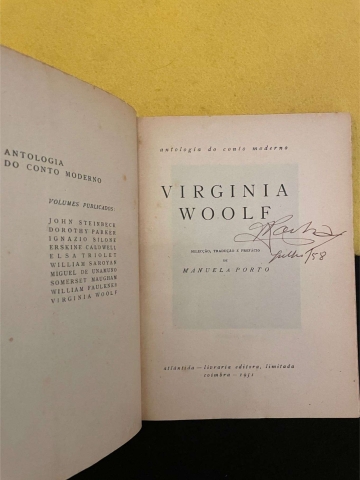 ANTOLOGIA
DO CONTO MODERNO
VOLUMES PUBLICADOS:
JOHN STEINBECK
DOROTHY PARKER
IGNAZIO SILONE
ERSKINE CALDWELL
ELSA TRIOLET
WILLIAM SAROYAN
MIGUEL DE UNAMUNO
SOMERSET MAUGHAM
WILLIAM FAULKNER
VIRGINIA WOOLF
antologia do conto moderno
VIRGINIA
WOOLF
SELECÇÃO, TRADUÇÃO E PREFÁCIO
DE
MANUELA PORTO
Julho/58
atlântida — livraria editora, limitada
coimbra — 1951